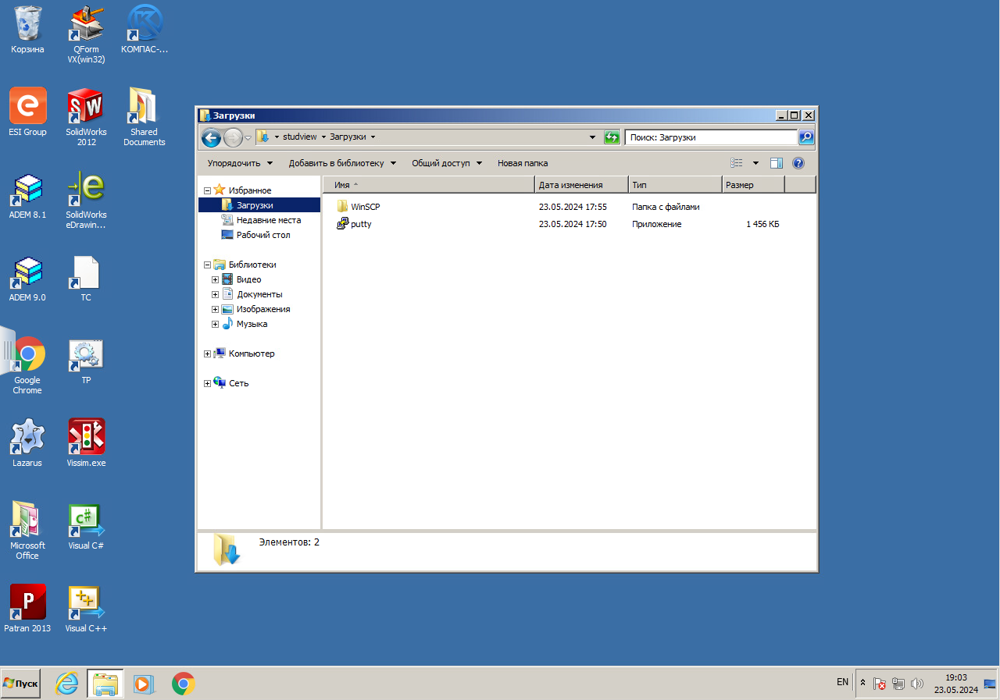 Корзина
QForm
VX(win32)
КОМПАС-...
ESI Group
SolidWorks
2012
Shared
Documents
ADEM 8.1
SolidWorks
eDrawin...
ADEM 9.0
TC
Google
Chrome
TP
Lazarus
Vissim.exe
Microsoft
Office
Visual C#
Patran 2013
Visual C++
Загрузки
studview Загрузки
Поиск: Загрузки
Упорядочить Добавить в библиотеку Общий доступ Новая папка
Имя Дата изменения Тип Размер
Избранное
Загрузки
Недавние места
Рабочий стол
Библиотеки
Видео
Документы
Изображения
Музыка
Компьютер
Сеть
WinSCP 23.05.2024 17:55 Папка с файлами
putty 23.05.2024 17:50 Приложение 1 456 КБ
Элементов: 2
Пуск
EN
19:03
23.05.2024